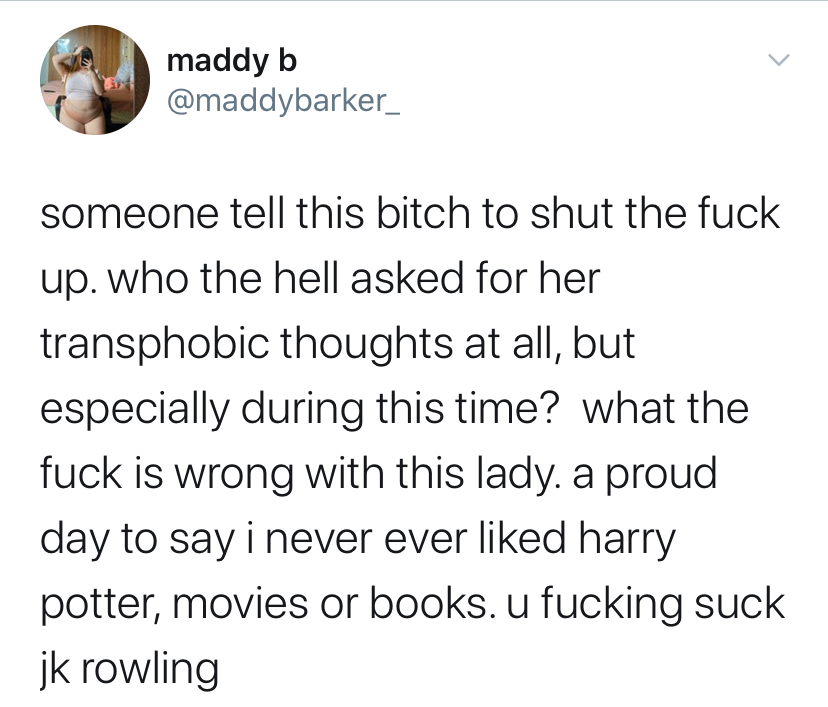 maddy b
@maddybarker_
someone tell this bitch to shut the fuck
up. who the hell asked for her
transphobic thoughts at all, but
especially during this time?  what the
fuck is wrong with this lady. a proud
day to say i never ever liked harry
potter, movies or books. u fucking suck
jk rowling